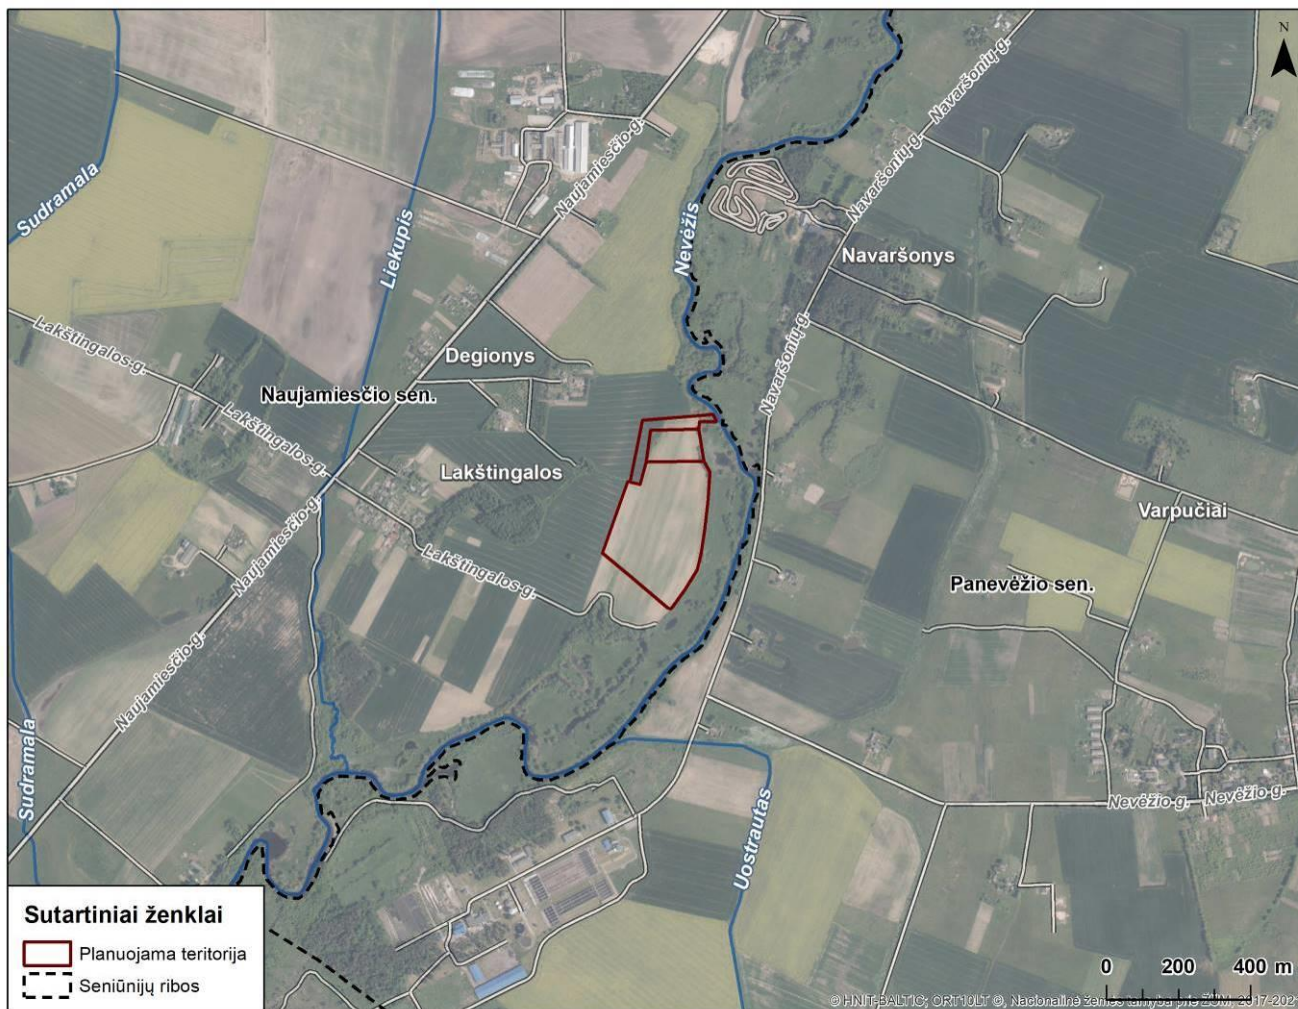 N
Navaršonių g.
Navaršonių g.
Naujamiesčio g.
Sudramala
Liekupis
Nevėžis
Navaršonių g.
Navaršonys
Lakštingalos g.
Degionys
Navaršonių g.
Naujamiesčio sen.
Lakštingalos g.
Lakštingalos
Naujamiesčio g.
Varpučiai
Lakštingalos g.
Naujamiesčio g.
Panevėžio sen.
Naujamiesčio g.
Sudramala
Nevėžio g.
Nevėžio g.
Uostrautas
Sutartiniai ženklai
Planuojama teritorija
Seniūnijų ribos
0 200 400 m
© HNIT-BALTIC; ORT10LT ©, Nacionalinė žemės tarnyba prie ŽŪM, 2017-202